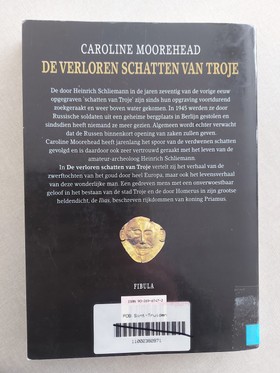 CAROLINE MOOREHEAD
DE VERLOREN SCHATTEN VAN TROJE
De door Heinrich Schliemann in de jaren zeventig van de vorige eeuw
opgegraven 'schatten van Troje' zijn sinds hun opgraving voortdurend
zoekgeraakt en weer boven water gekomen. In 1945 werden ze door
Russische soldaten uit een geheime bergplaats in Berlijn gestolen en
sindsdien heeft niemand ze meer gezien. Algemeen wordt echter verwacht
dat de Russen binnenkort opening van zaken zullen geven.
Caroline Moorehead heeft jarenlang het spoor van de verdwenen schatten
gevolgd en is daardoor ook zeer vertrouwd geraakt met het leven van de
amateur-archeoloog Heinrich Schliemann.
In De verloren schatten van Troje vertelt zij het verhaal van de
zwerftochten van het goud door heel Europa, maar ook het levensverhaal
van deze wonderlijke man. Een gedreven mens met een onverwoestbaar
geloof in het bestaan van de stad Troje en de door Homerus in zijn grootse
heldendicht, de Ilias, beschreven rijkdommen van koning Priamus.
FIBULA
POB Sint-Truiden